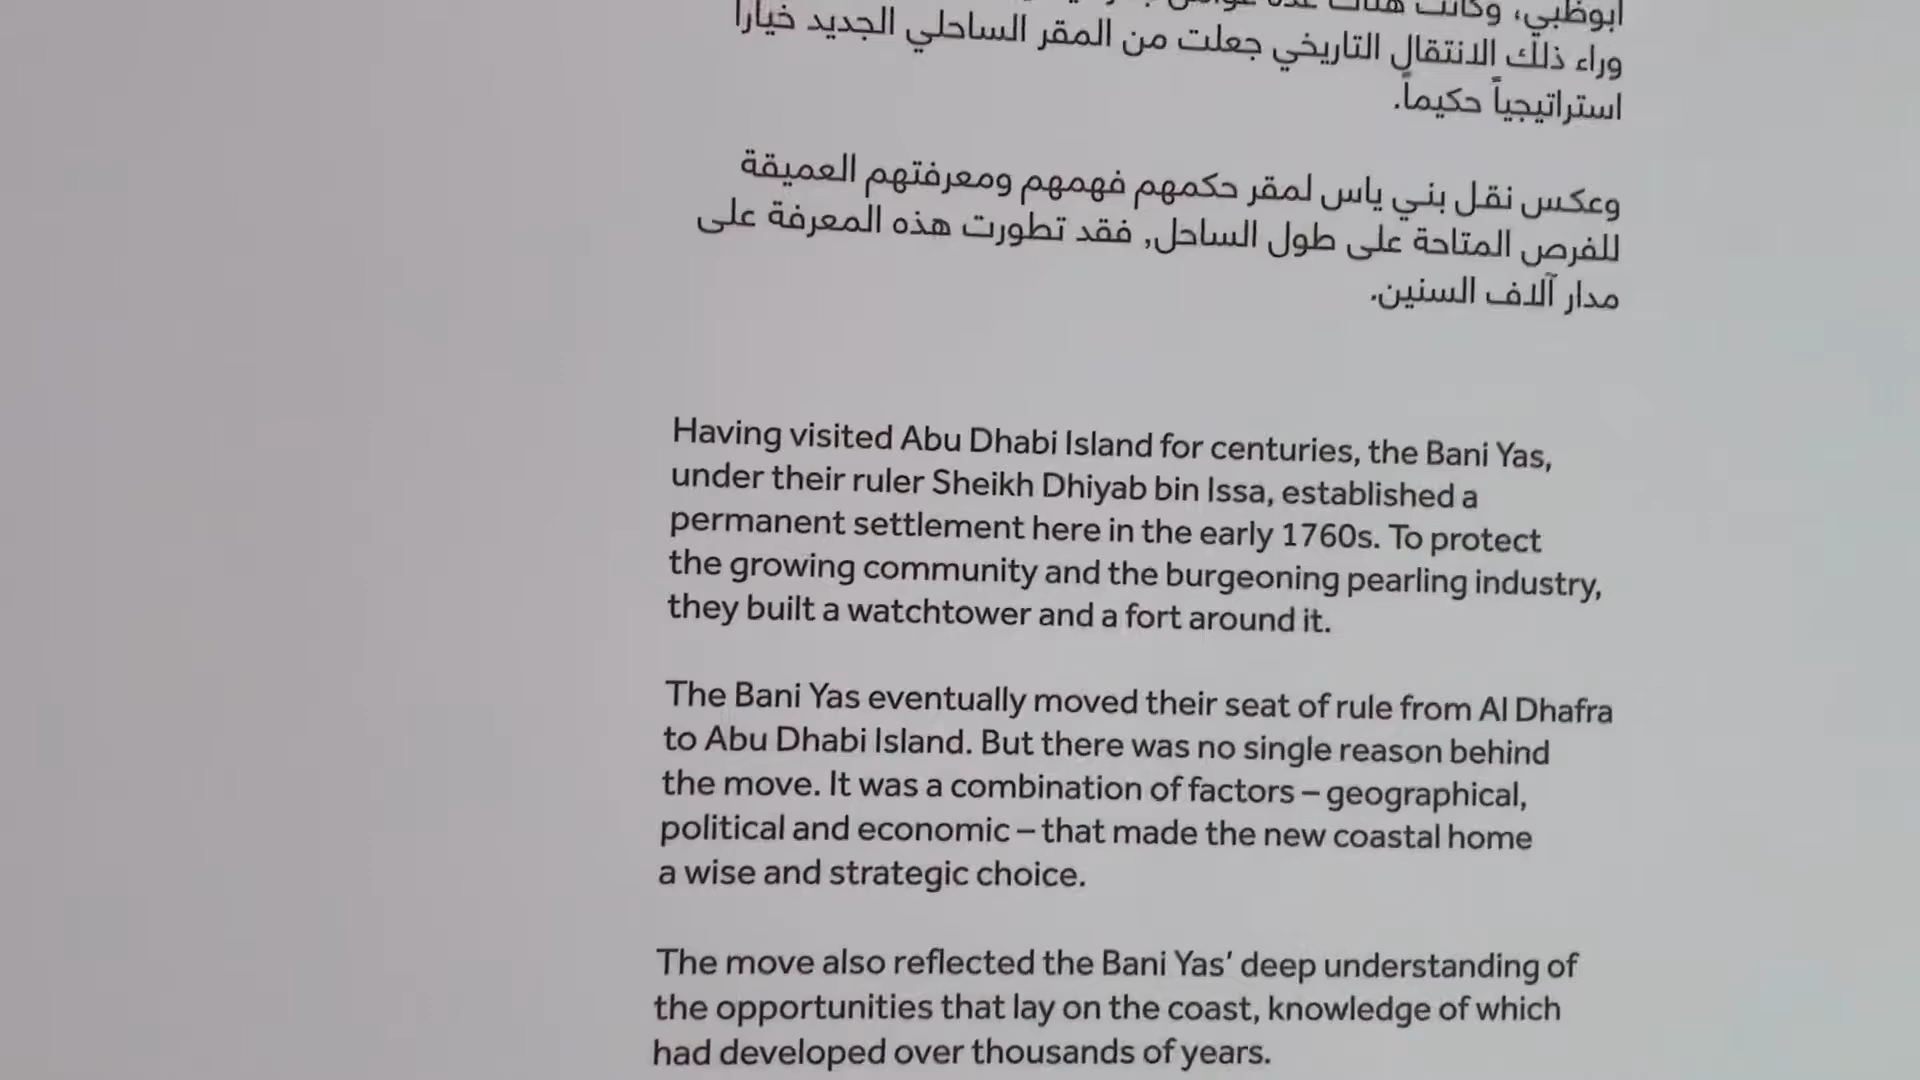 أبوظبي، وكانت هناك عدة عوامل
وراء ذلك الانتقال التاريخي جعلت من المقر الساحلي الجديد خياراً
استراتيجياً حكيماً.
وعكس نقل بني ياس لمقر حكمهم فهمهم ومعرفتهم العميقة
للفرص المتاحة على طول الساحل, فقد تطورت هذه المعرفة على
مدار آلاف السنين.
Having visited Abu Dhabi Island for centuries, the Bani Yas,
under their ruler Sheikh Dhiyab bin Issa, established a
permanent settlement here in the early 1760s. To protect
the growing community and the burgeoning pearling industry,
they built a watchtower and a fort around it.
The Bani Yas eventually moved their seat of rule from Al Dhafra
to Abu Dhabi Island. But there was no single reason behind
the move. It was a combination of factors – geographical,
political and economic – that made the new coastal home
a wise and strategic choice.
The move also reflected the Bani Yas’ deep understanding of
the opportunities that lay on the coast, knowledge of which
had developed over thousands of years.